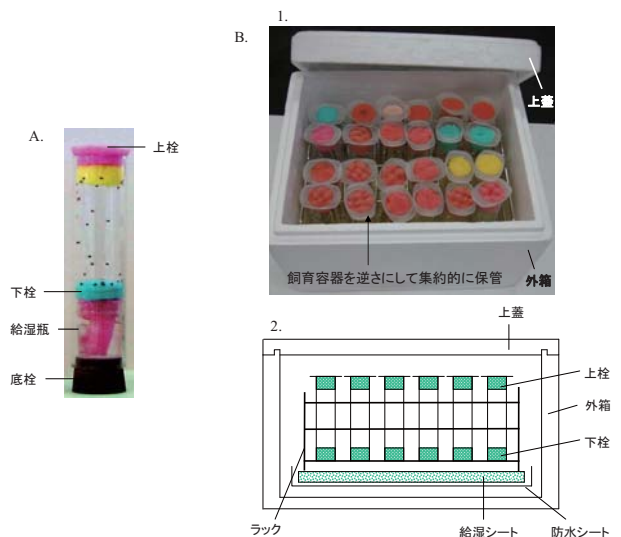 A.
上栓
下栓
給湿瓶
底栓
B.
1.
上蓋
飼育容器を逆さにして集約的に保管
外箱
2.
上蓋
上栓
外箱
下栓
ラック
給湿シート
防水シート